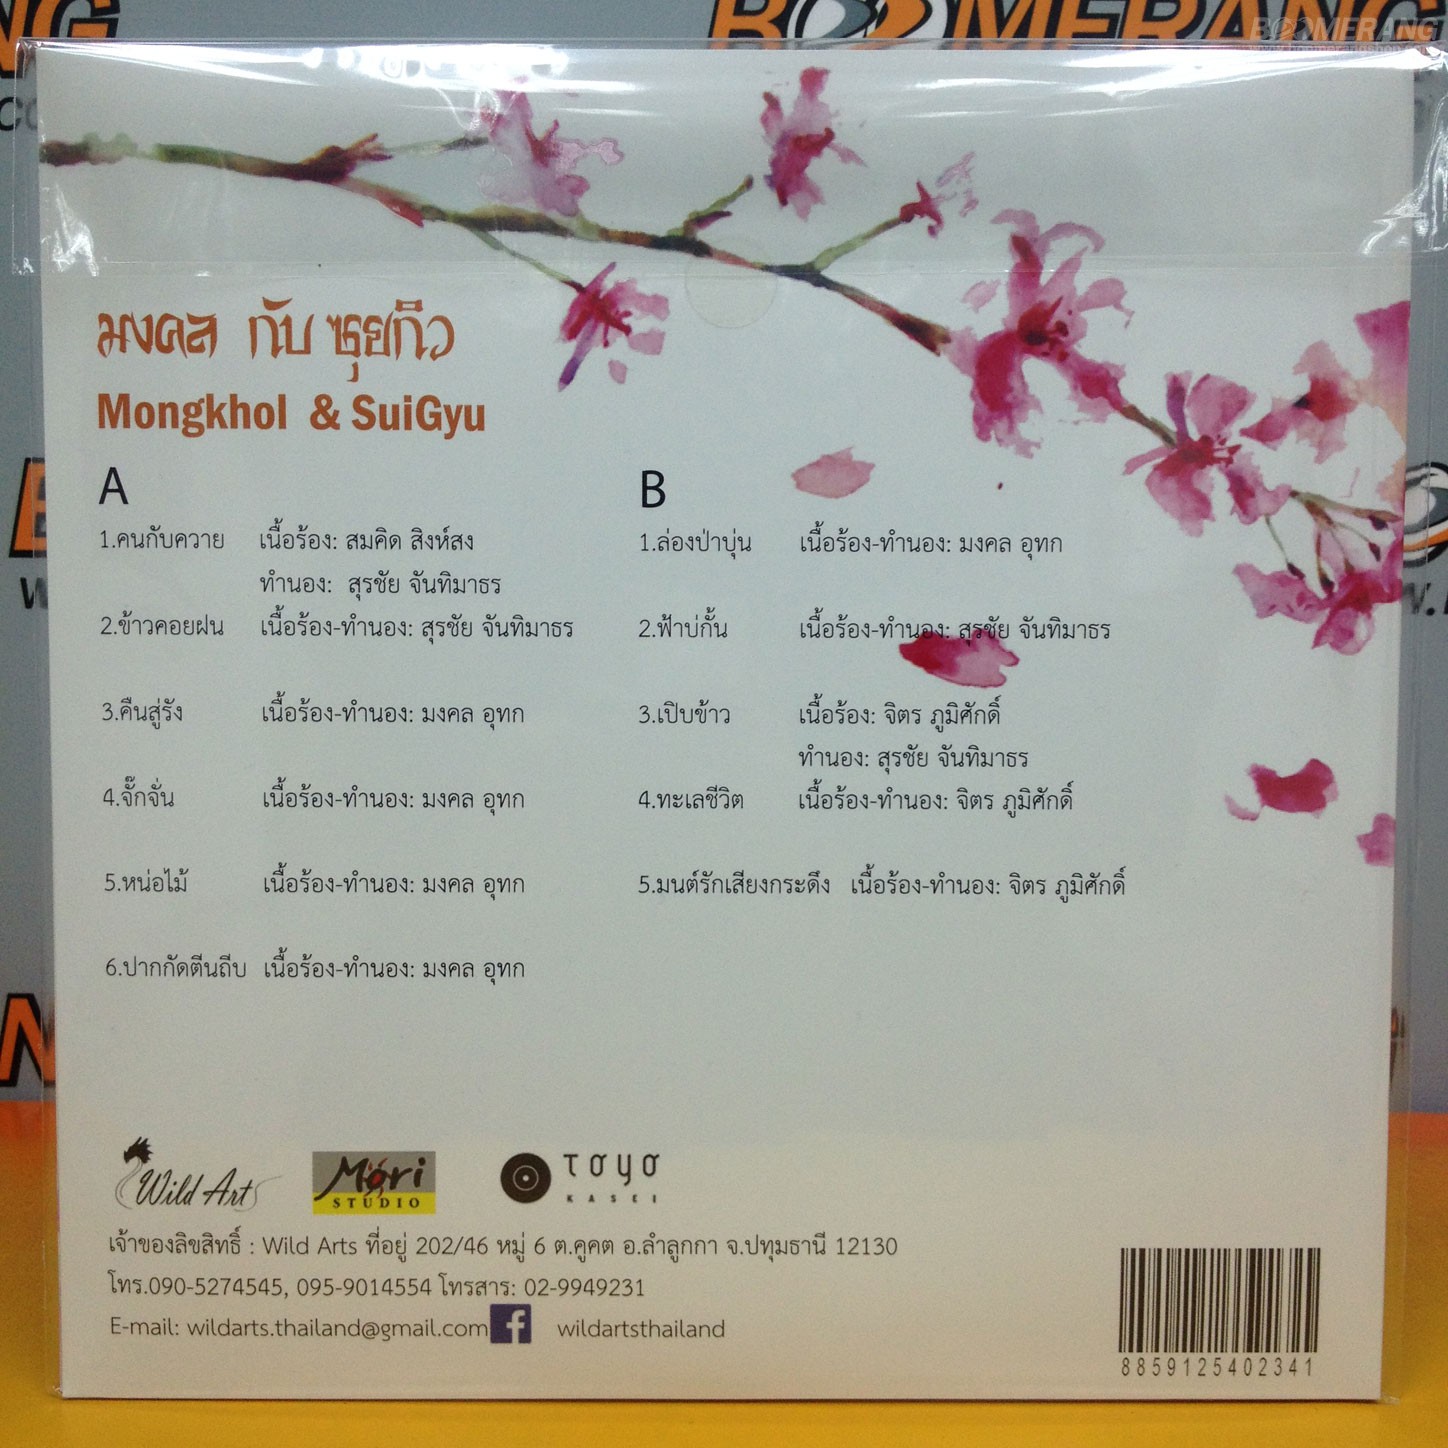 BOOMERANG
BOOMERANG
มงคล กับ ซุยกิว
Mongkhol & SuiGyu
A
1.คนกับควาย เนื้อร้อง: สมคิด สิงห์สง
ทำนอง: สุรชัย จันทิมาธร
2.ข้าวคอยฝน เนื้อร้อง-ทำนอง: สุรชัย จันทิมาธร
3.คืนสู่รัง เนื้อร้อง-ทำนอง: มงคล อุทก
4.จั๊กจั่น เนื้อร้อง-ทำนอง: มงคล อุทก
5.หน่อไม้ เนื้อร้อง-ทำนอง: มงคล อุทก
6.ปากกัดตีนถีบ เนื้อร้อง-ทำนอง: มงคล อุทก
B
1.ล่องป่าบุ่น เนื้อร้อง-ทำนอง: มงคล อุทก
2.ฟ้าบ่กั้น เนื้อร้อง-ทำนอง: สุรชัย จันทิมาธร
3.เปิบข้าว เนื้อร้อง: จิตร ภูมิศักดิ์
ทำนอง: สุรชัย จันทิมาธร
4.ทะเลชีวิต เนื้อร้อง-ทำนอง: จิตร ภูมิศักดิ์
5.มนต์รักเสียงกระดึง เนื้อร้อง-ทำนอง: จิตร ภูมิศักดิ์
Wild Arts
Mori
STUDIO
TOYO
KASEI
เจ้าของลิขสิทธิ์ : Wild Arts ที่อยู่ 202/46 หมู่ 6 ต.คูคต อ.ลำลูกกา จ.ปทุมธานี 12130
โทร.090-5274545, 095-9014554 โทรสาร: 02-9949231
E-mail: wildarts.thailand@gmail.com f wildartsthailand
8859125402341